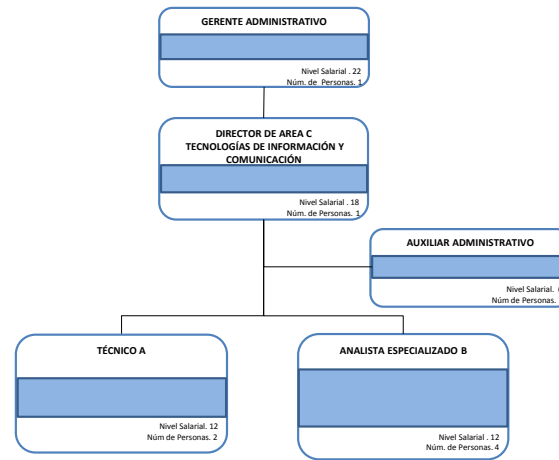 GERENTE ADMINISTRATIVO
Nivel Salarial . 22
Núm. de Personas. 1
DIRECTOR DE AREA C
TECNOLOGÍAS DE INFORMACIÓN Y
COMUNICACIÓN
Nivel Salarial . 18
Núm. de Personas. 1
AUXILIAR ADMINISTRATIVO
Nivel Salarial.
Núm de Personas.
TÉCNICO A
Nivel Salarial. 12
Núm de Personas. 2
ANALISTA ESPECIALIZADO B
Nivel Salarial . 12
Núm. de Personas. 4